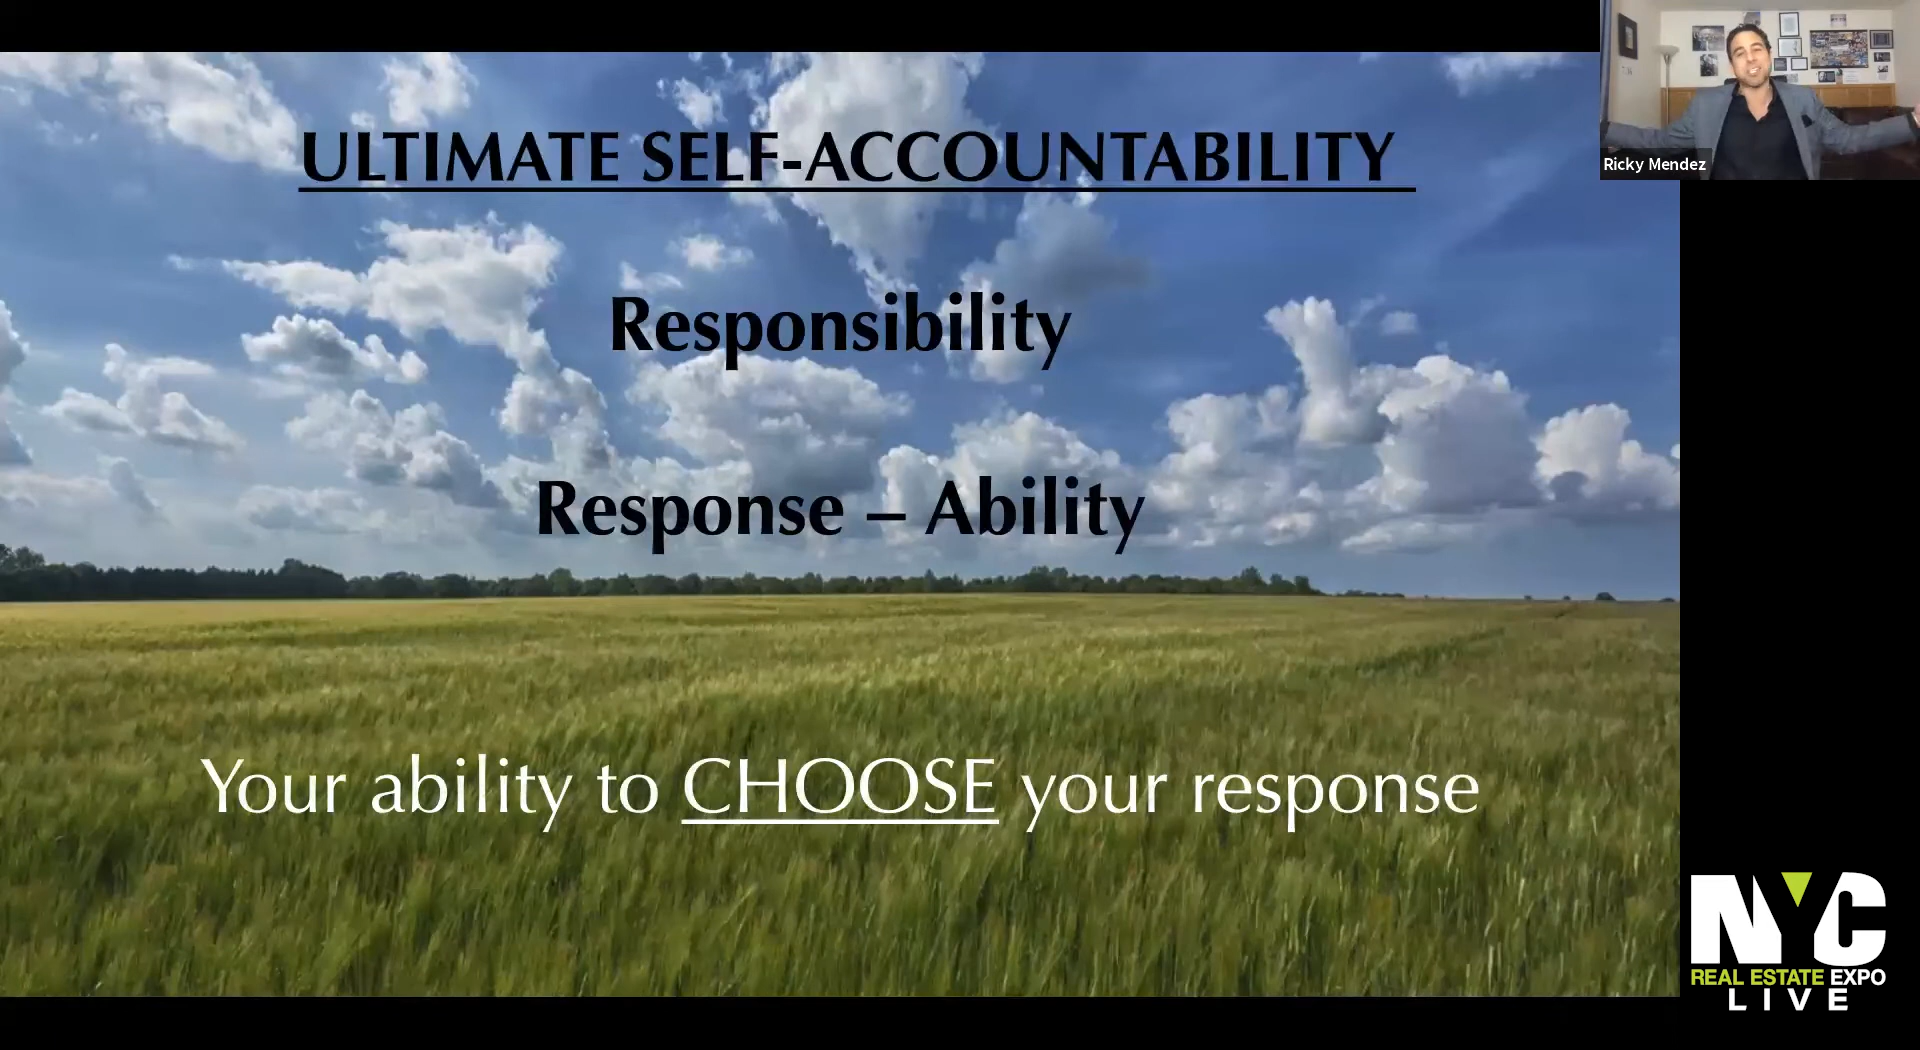 ULTIMATE SELF-ACCOUNTABILITY
Responsibility
Response – Ability
Your ability to CHOOSE your response
Ricky Mendez
NYC
REAL ESTATE EXPO
LIVE